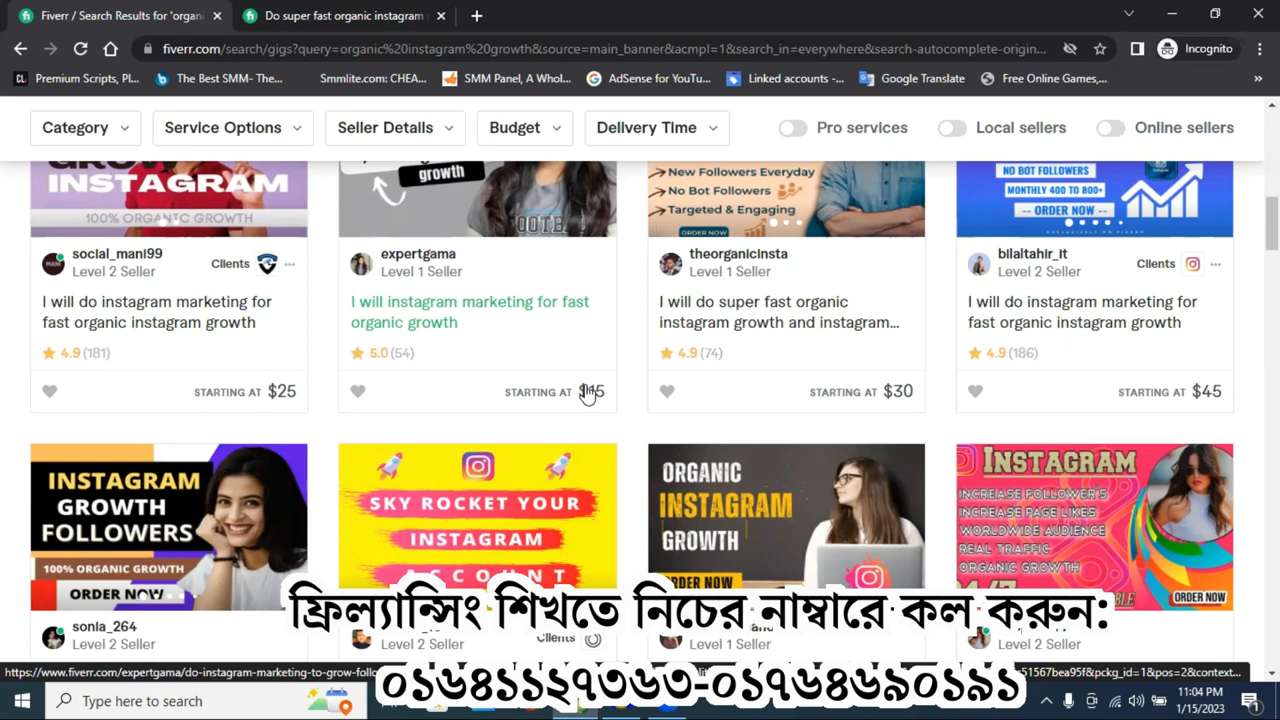 Fiverr / Search Results for 'organ
Do super fast organic instagram
fiverr.com/search/gigs?query=organic%20instagram%20growth&source=main_banner&acmpl=1&search_in=everywhere&search-autocomplete-origin...
Incognito
Premium Scripts, Pl...
The Best SMM- The...
Smmlite.com: CHEA...
SMM Panel, A Whol...
AdSense for YouTu...
Linked accounts -...
Google Translate
Free Online Games,...
Category
Service Options
Seller Details
Budget
Delivery Time
Pro services
Local sellers
Online sellers
INSTAGRAM
100% ORGANIC GROWTH
growth
OOTB
New Followers Everyday
No Bot Followers
Targeted & Engaging
ORDER NOW
NO BOT FOLLOWERS
MONTHLY 400 TO 800+
-- ORDER NOW --
social_mani99
Level 2 Seller
Clients
I will do instagram marketing for
fast organic instagram growth
4.9 (181)
STARTING AT $25
expertgama
Level 1 Seller
I will instagram marketing for fast
organic growth
5.0 (54)
STARTING AT $15
theorganicinsta
Level 1 Seller
I will do super fast organic
instagram growth and instagram...
4.9 (74)
STARTING AT $30
bilaltahir_it
Level 2 Seller
Clients
I will do instagram marketing for
fast organic instagram growth
4.9 (186)
STARTING AT $45
INSTAGRAM
GROWTH
FOLLOWERS
100% ORGANIC GROWTH
ORDER NOW
SKY ROCKET YOUR
INSTAGRAM
ACCOUNT
ORGANIC
INSTAGRAM
GROWTH
ORDER NOW
INSTAGRAM
INCREASE FOLLOWER'S
INCREASE PAGE LIKES
WORLDWIDE AUDIENCE
REAL TRAFFIC
ORGANIC GROWTH
ORDER NOW
sonia_264
Level 2 Seller
Level 2 Seller
Clients
Level 1 Seller
Level 2 Seller
ফ্রিল্যান্সিং শিখতে নিচের নাম্বারে কল করুন:
০১৬৪১১২৭৩৬৩-০১৭৬৪৬৯০১৯১
https://www.fiverr.com/expertgama/do-instagram-marketing-to-grow-follo
51567bea95f&pckg_id=1&pos=2&context...
Type here to search
11:04 PM
1/15/2023